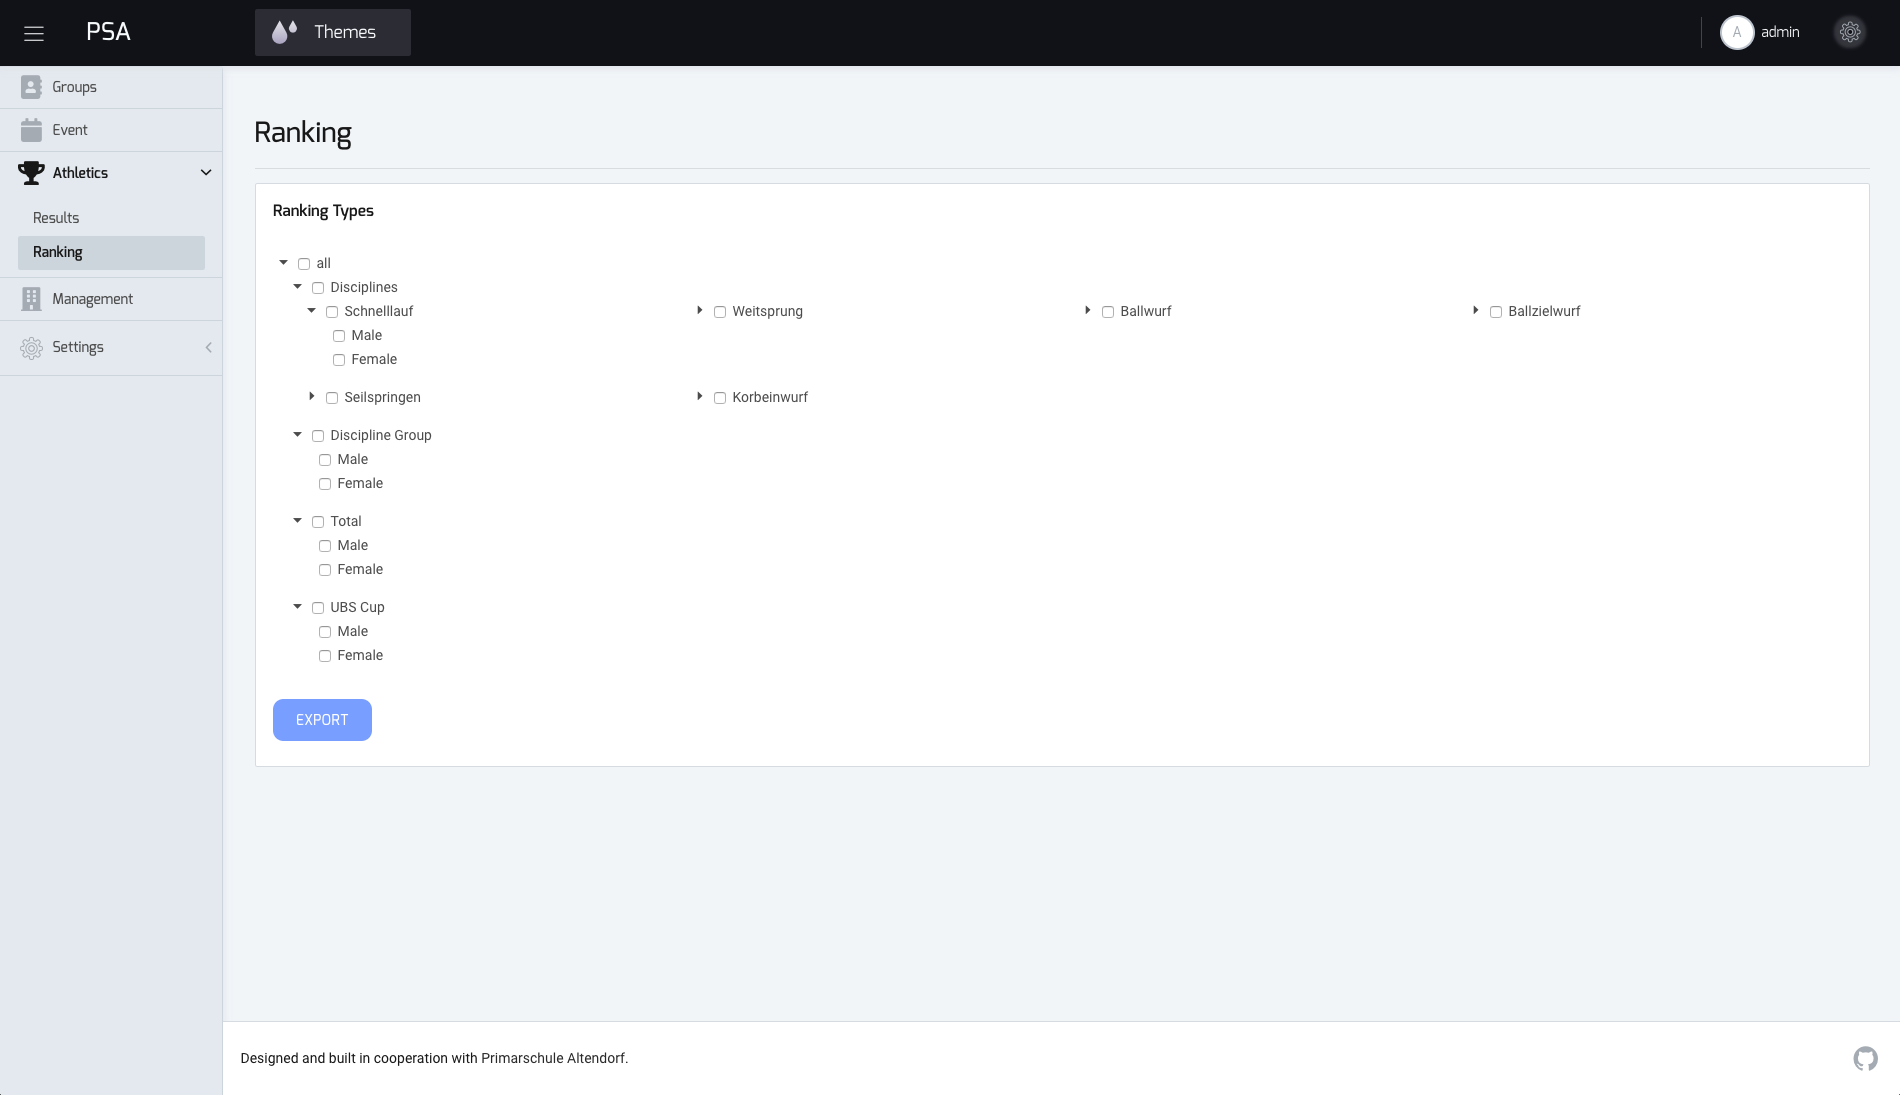 PSA
Themes
A admin
Groups
Event
Athletics
Results
Ranking
Management
Settings
Ranking
Ranking Types
all
Disciplines
Schnelllauf Weitsprung Ballwurf Ballzielwurf
Male
Female
Seilspringen Korbeinwurf
Discipline Group
Male
Female
Total
Male
Female
UBS Cup
Male
Female
EXPORT
Designed and built in cooperation with Primarschule Altendorf.